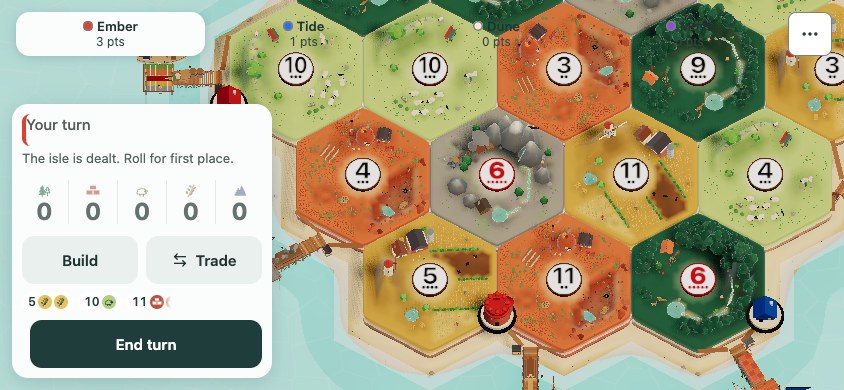 Ember
3 pts
Tide
1 pts
Dune
0 pts
...
10
10
3
9
3
Your turn
The isle is dealt. Roll for first place.
0 0 0 0 0
Build
Trade
5 10 11
End turn
4
6
11
4
5
11
6